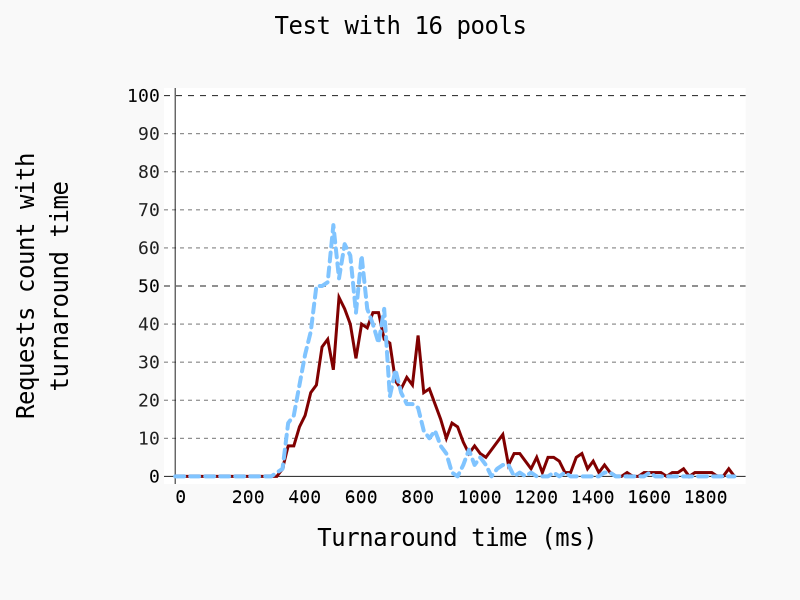 Test with 16 pools
Requests count with
turnaround time
100
90
80
70
60
50
40
30
20
10
0
0 200 400 600 800 1000 1200 1400 1600 1800
Turnaround time (ms)